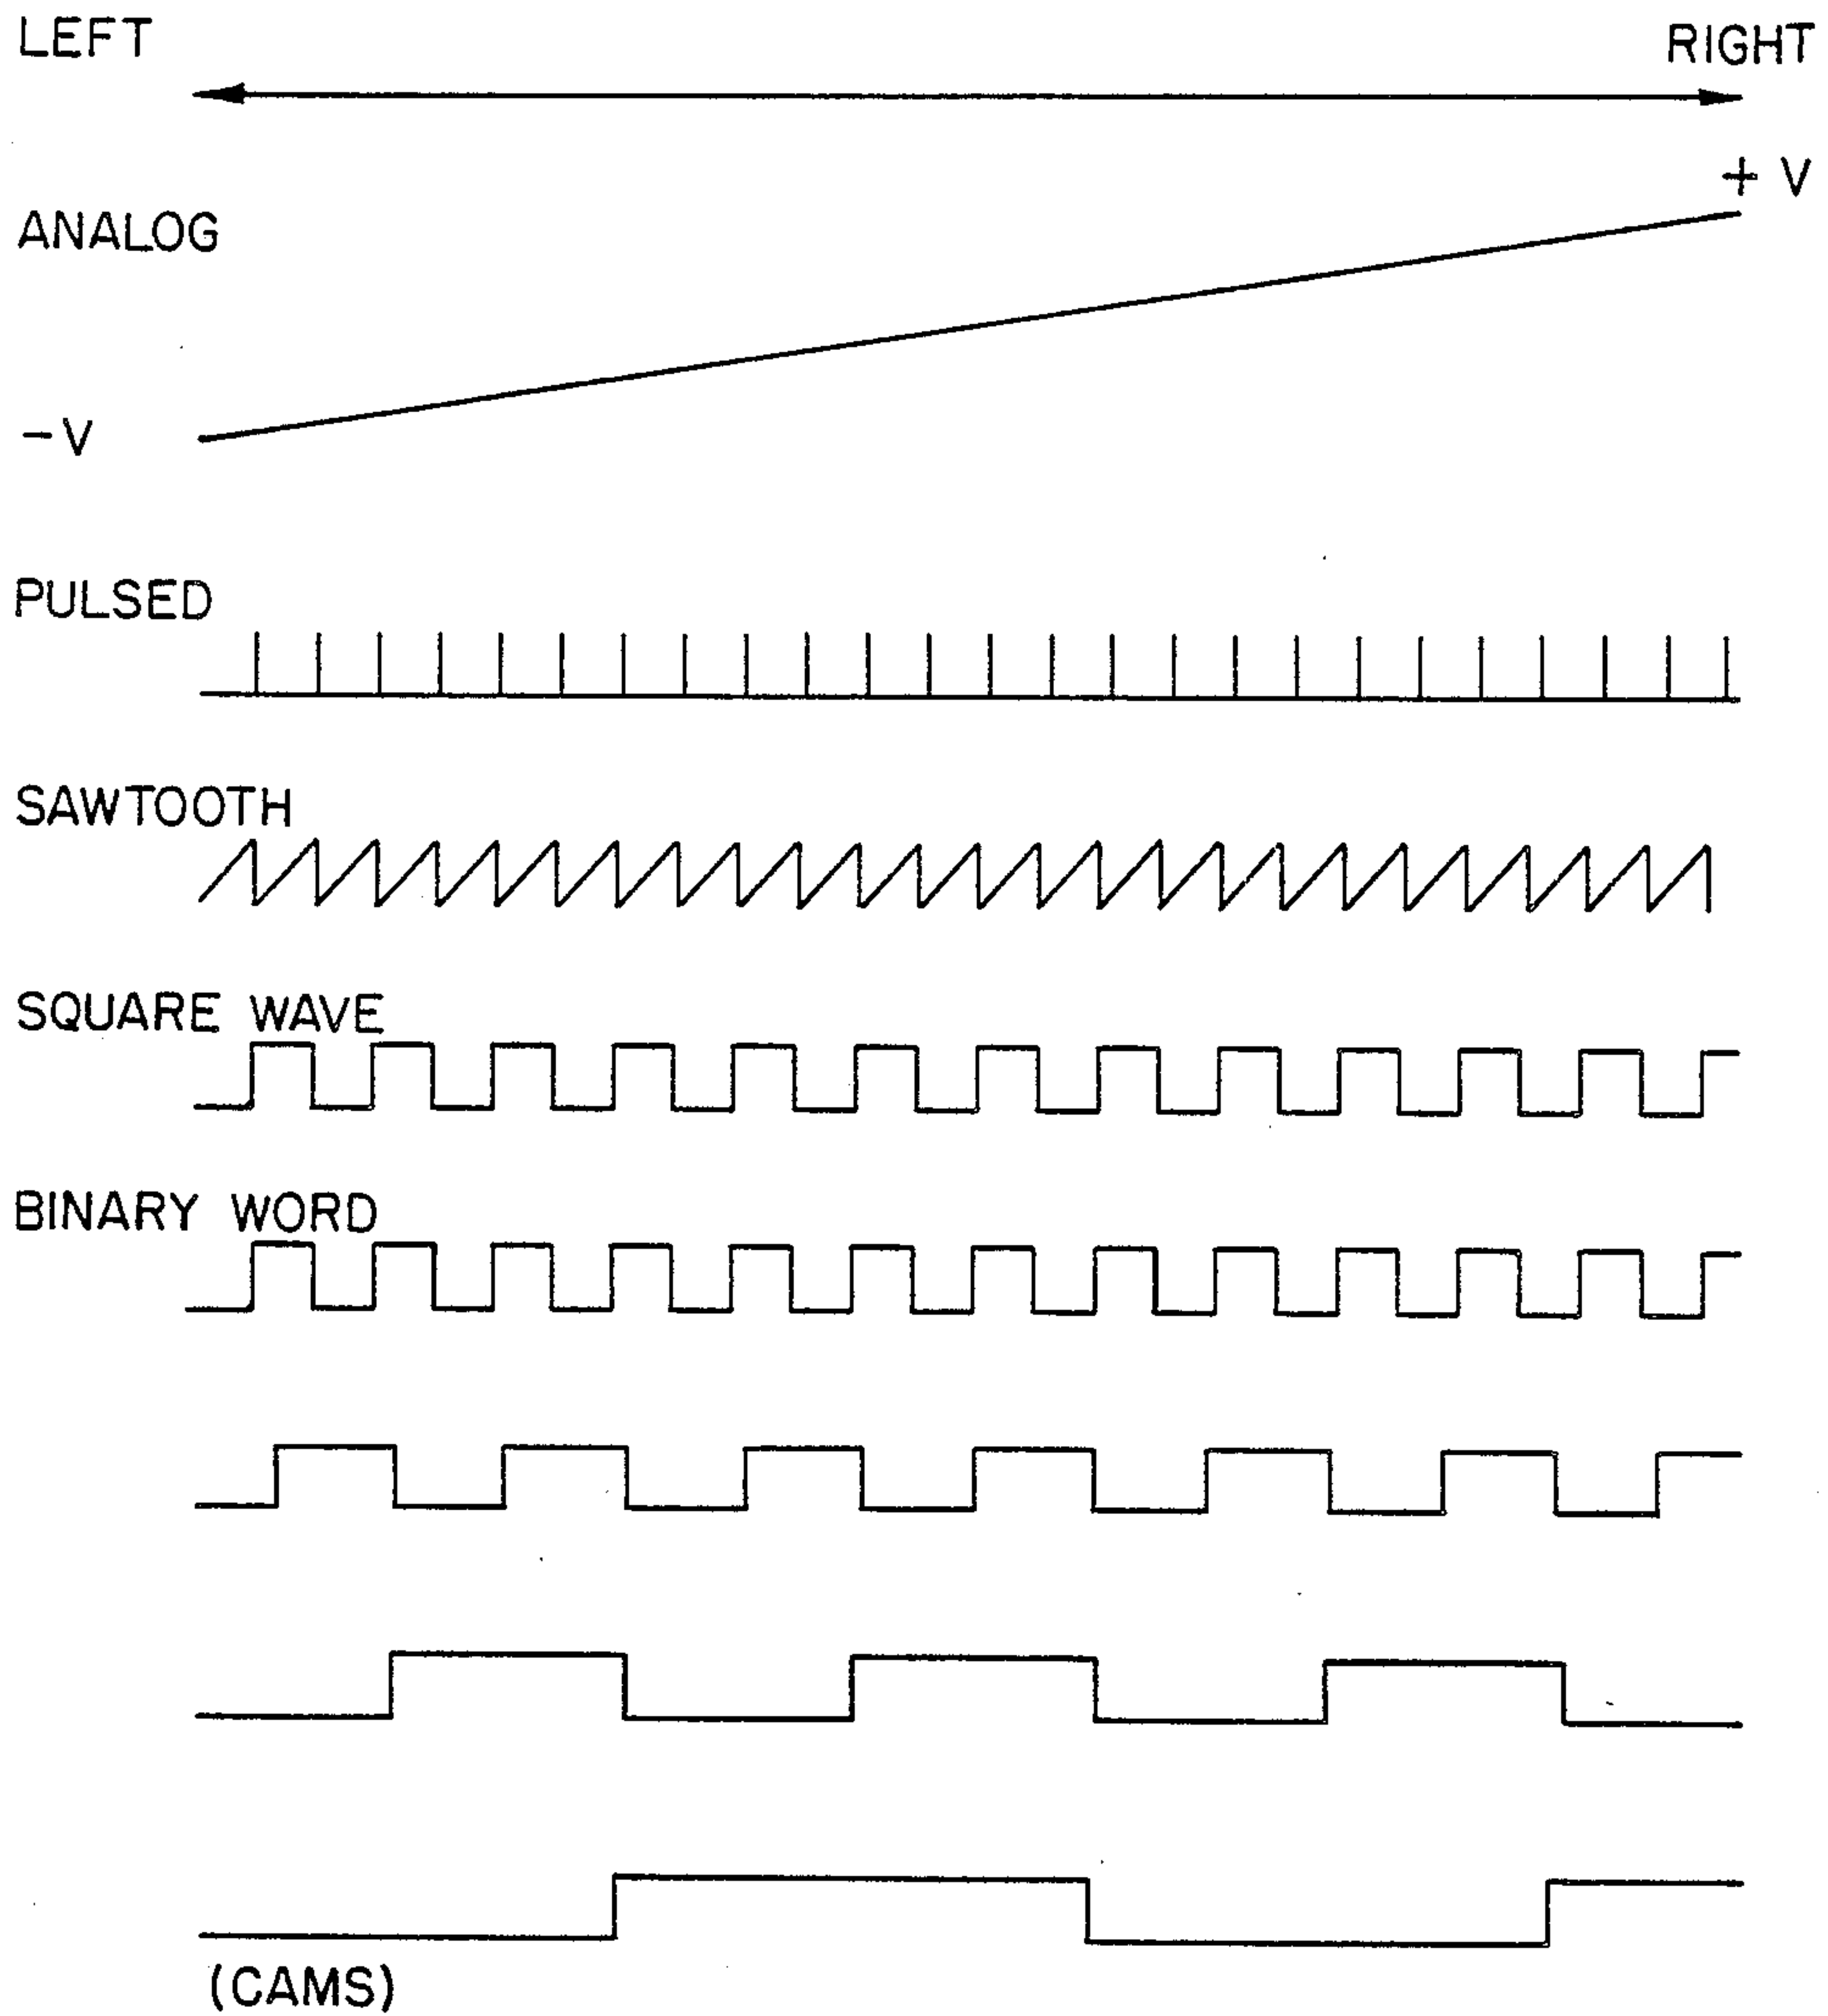 LEFT
RIGHT
+ V
ANALOG
- V
PULSED
SAWTOOTH
SQUARE WAVE
BINARY WORD
(CAMS)